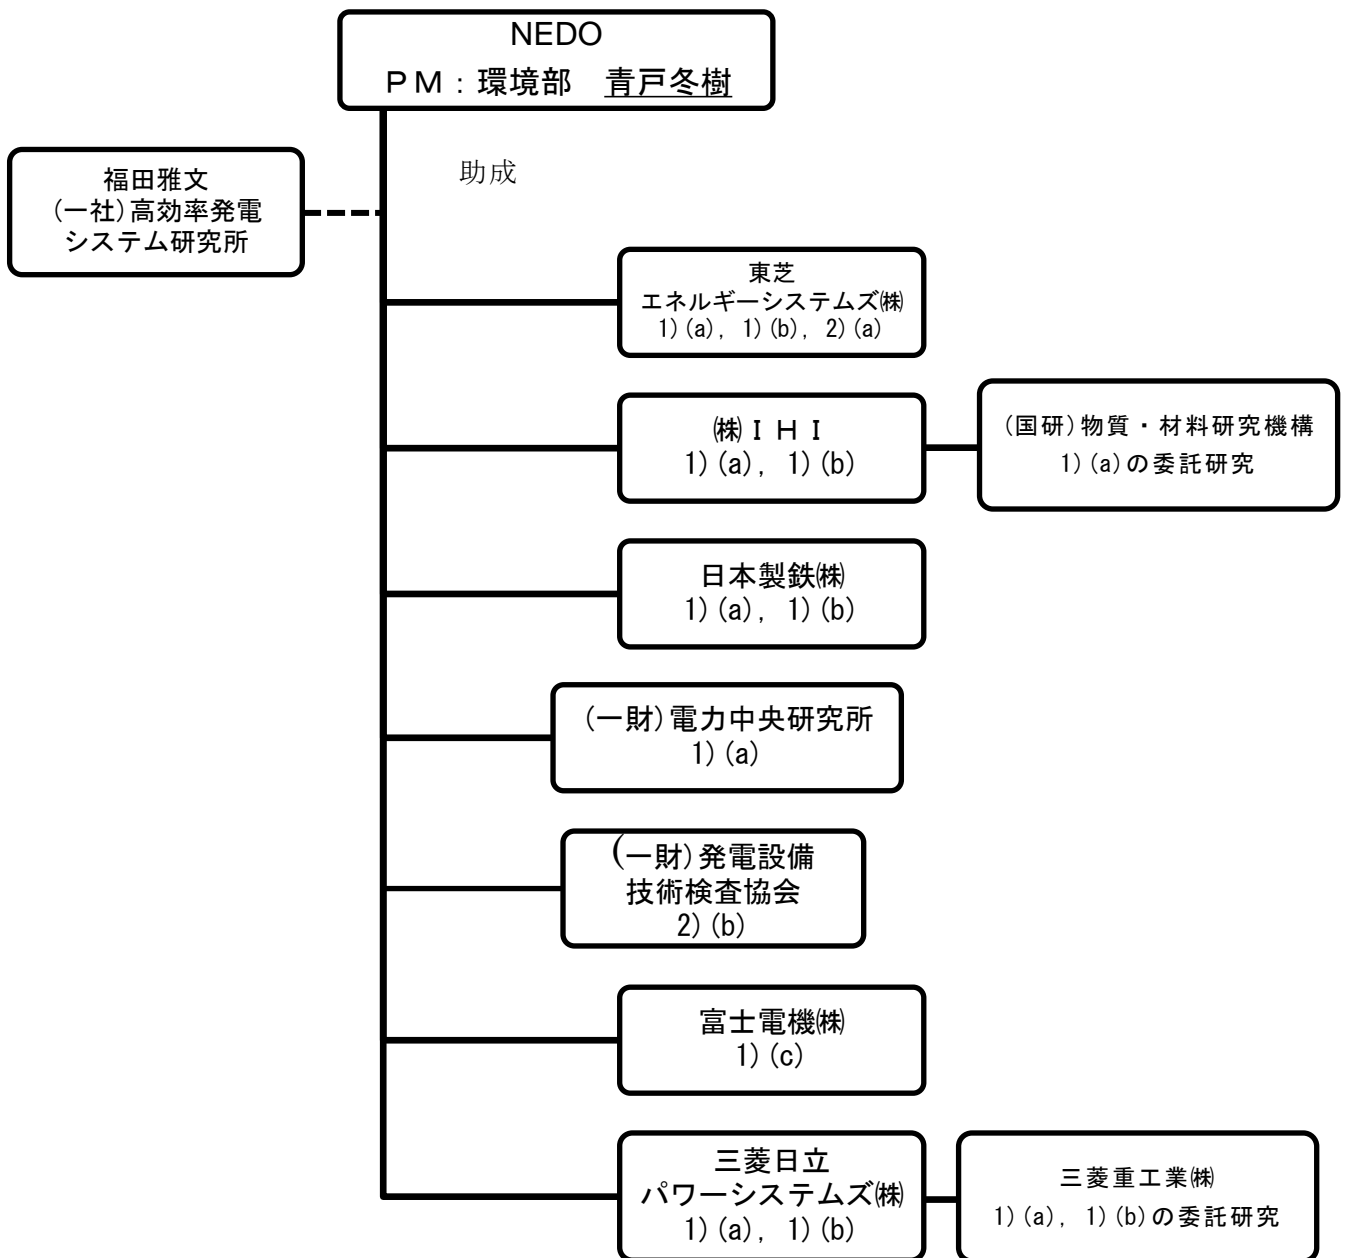 NEDO
ＰＭ：環境部　青戸冬樹
助成
福田雅文
(一社)高効率発電
システム研究所
東芝
エネルギーシステムズ㈱
1)(a), 1)(b), 2)(a)
㈱ＩＨＩ
1)(a), 1)(b)
(国研)物質・材料研究機構
1)(a)の委託研究
日本製鉄㈱
1)(a), 1)(b)
(一財)電力中央研究所
1)(a)
(一財)発電設備
技術検査協会
2)(b)
富士電機㈱
1)(c)
三菱日立
パワーシステムズ㈱
1)(a), 1)(b)
三菱重工業㈱
1)(a), 1)(b)の委託研究